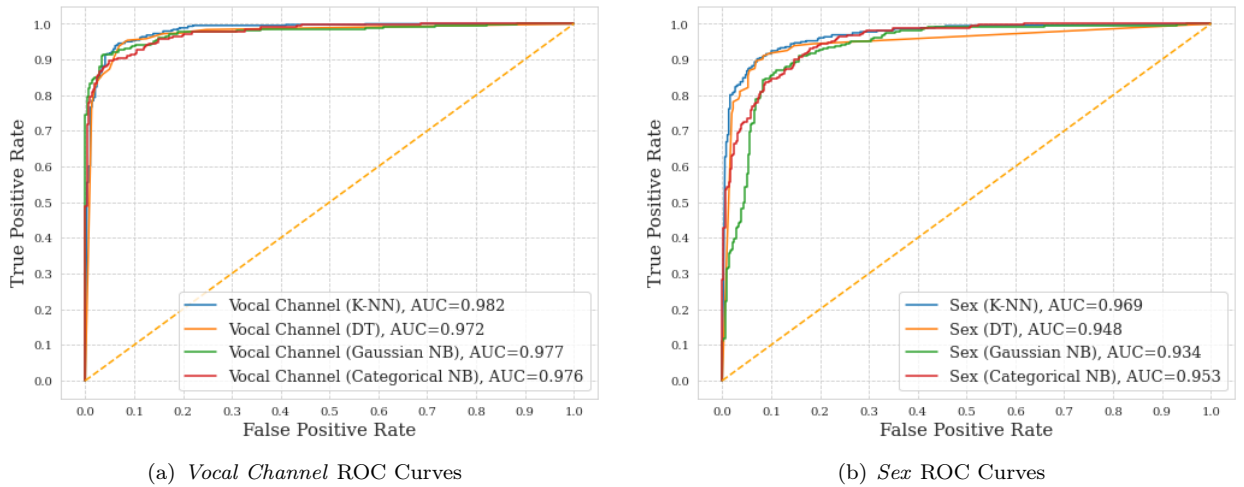 1.0
0.9
0.8
0.7
0.6
0.5
0.4
0.3
0.2
0.1
0.0
True Positive Rate
Vocal Channel (K-NN), AUC=0.982
Vocal Channel (DT), AUC=0.972
Vocal Channel (Gaussian NB), AUC=0.977
Vocal Channel (Categorical NB), AUC=0.976
0.0 0.1 0.2 0.3 0.4 0.5 0.6 0.7 0.8 0.9 1.0
False Positive Rate
(a) Vocal Channel ROC Curves
1.0
0.9
0.8
0.7
0.6
0.5
0.4
0.3
0.2
0.1
0.0
True Positive Rate
Sex (K-NN), AUC=0.969
Sex (DT), AUC=0.948
Sex (Gaussian NB), AUC=0.934
Sex (Categorical NB), AUC=0.953
0.0 0.1 0.2 0.3 0.4 0.5 0.6 0.7 0.8 0.9 1.0
False Positive Rate
(b) Sex ROC Curves